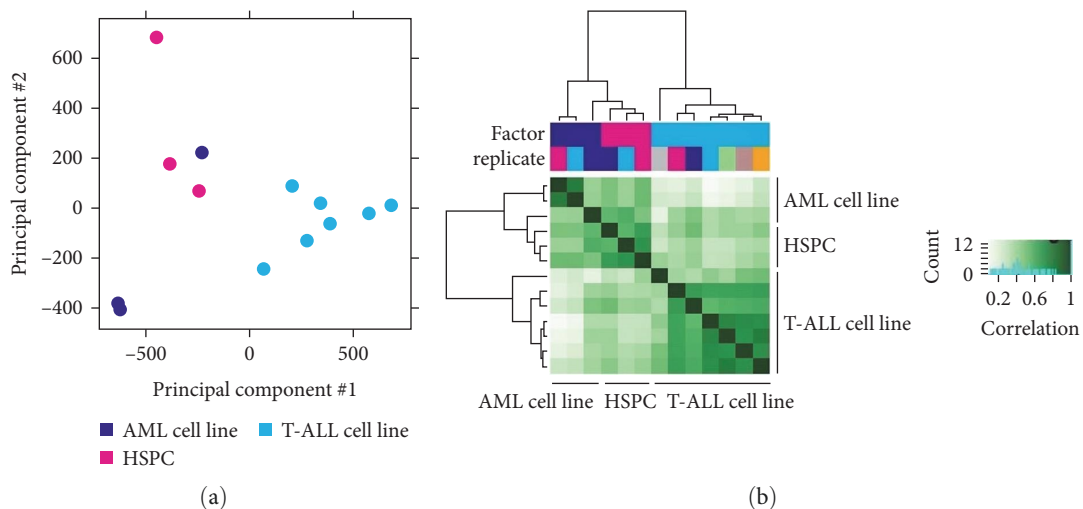 Principal component #2
600
400
200
0
−200
−400
−500
0
500
Principal component #1
AML cell line
T-ALL cell line
HSPC
(a)
Factor
replicate
AML cell line
HSPC
T-ALL cell line
AML cell line
HSPC
T-ALL cell line
Count
12
0
0.2
0.6
1
Correlation
(b)